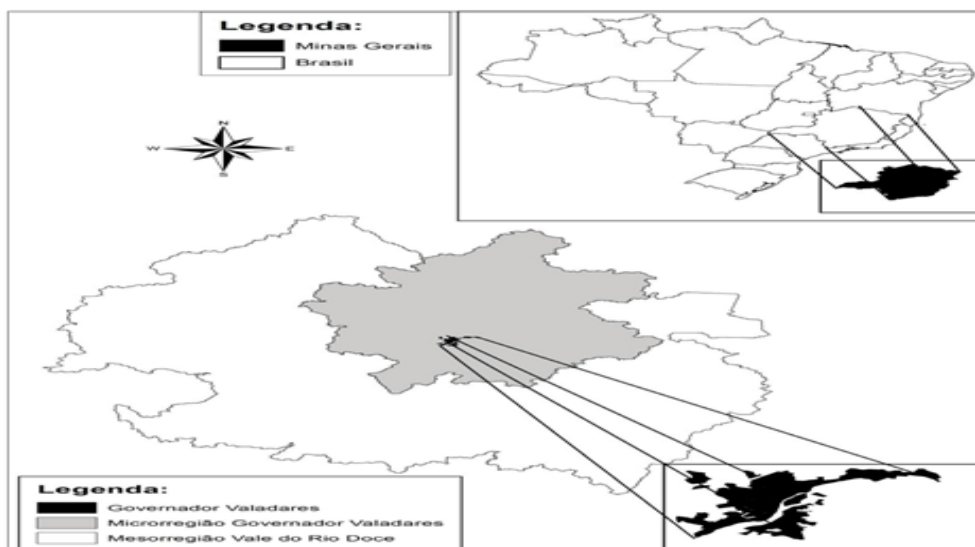 Legenda:
Minas Gerais
Brasil
N
W E
S
Legenda:
Governador Valadares
Microrregião Governador Valadares
Mesorregião Vale do Rio Doce